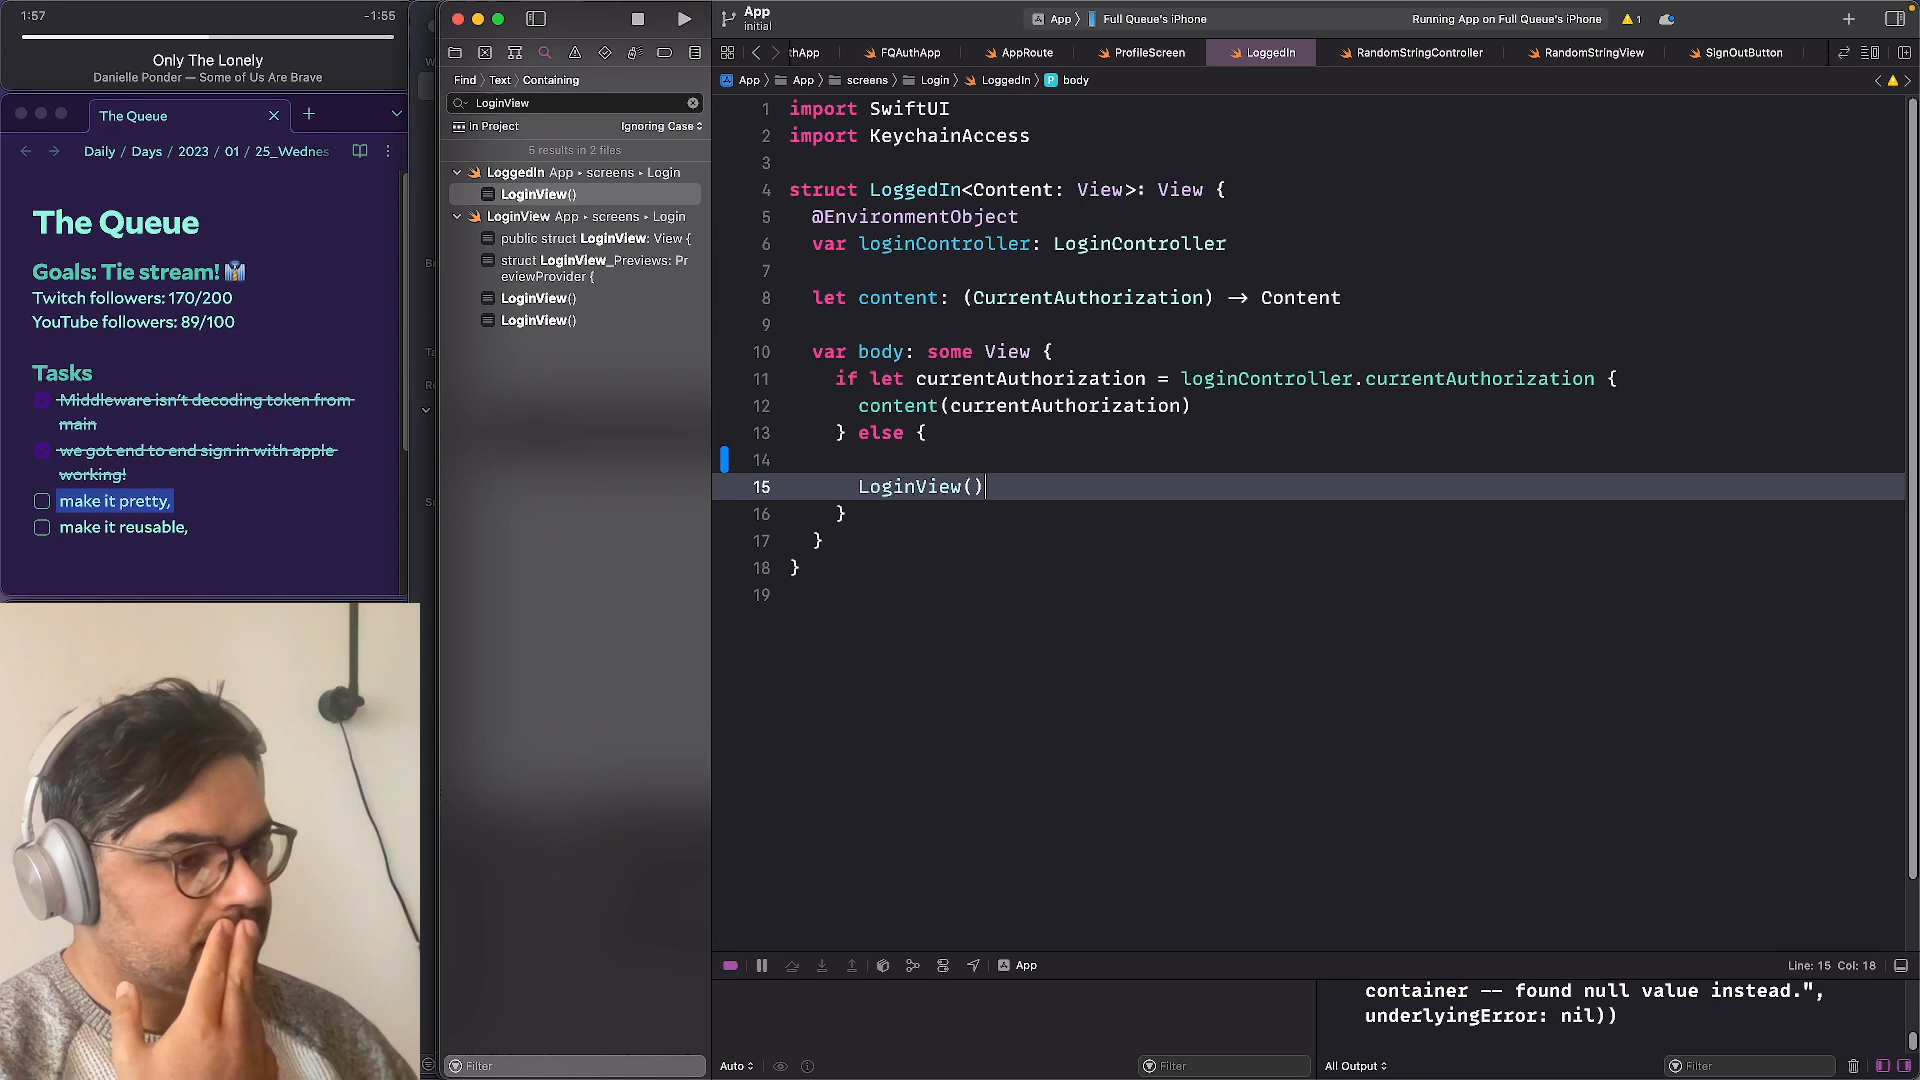 1:57
-1:55
Only The Lonely
Danielle Ponder — Some of Us Are Brave
The Queue
Daily / Days / 2023 / 01 / 25_Wednes
The Queue
Goals: Tie stream! 👔
Twitch followers: 170/200
YouTube followers: 89/100
Tasks
Middleware isn't decoding token from
main
we got end to end sign in with apple
working!
make it pretty,
make it reusable,
Find 〉 Text 〉 Containing
LoginView
In Project
Ignoring Case
5 results in 2 files
LoggedIn App ▸ screens ▸ Login
LoginView()
LoginView App ▸ screens ▸ Login
public struct LoginView: View {
struct LoginView_Previews: Pr
eviewProvider {
LoginView()
LoginView()
Filter
App
initial
App 〉 Full Queue's iPhone
Running App on Full Queue's iPhone
1
thApp
FQAuthApp
AppRoute
ProfileScreen
LoggedIn
RandomStringController
RandomStringView
SignOutButton
App 〉 App 〉 screens 〉 Login 〉 LoggedIn 〉 P body
1 import SwiftUI
2 import KeychainAccess
3
4 struct LoggedIn<Content: View>: View {
5 @EnvironmentObject
6 var loginController: LoginController
7
8 let content: (CurrentAuthorization) -> Content
9
10 var body: some View {
11 if let currentAuthorization = loginController.currentAuthorization {
12 content(currentAuthorization)
13 } else {
14
15 LoginView()
16 }
17 }
18 }
19
App
Line: 15 Col: 18
container -- found null value instead.",
underlyingError: nil))
Auto
Filter
All Output
Filter